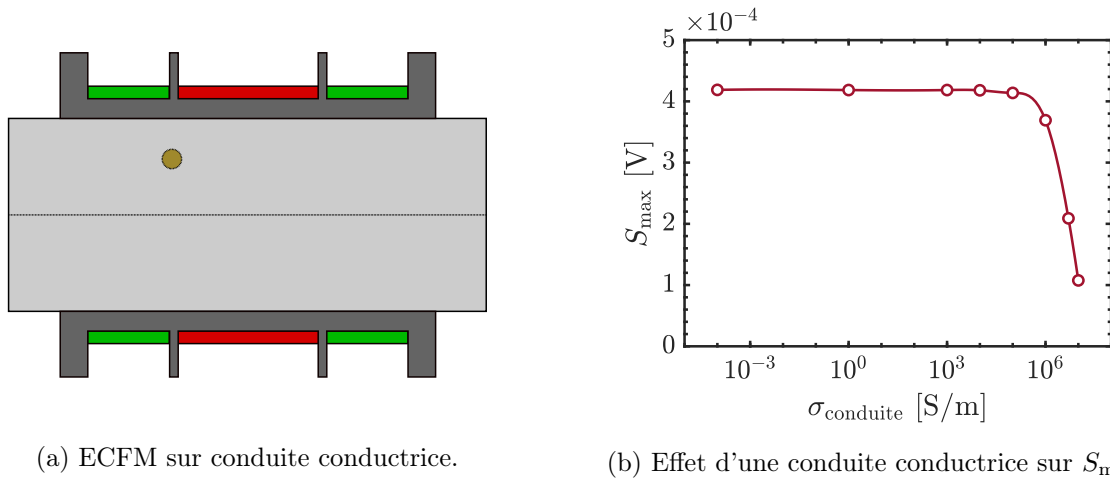 ×10⁻⁴
5
4
3
2
1
0
S_max [V]
10⁻³ 10⁰ 10³ 10⁶
σ_conduite [S/m]
(a) ECFM sur conduite conductrice.
(b) Effet d'une conduite conductrice sur S_m